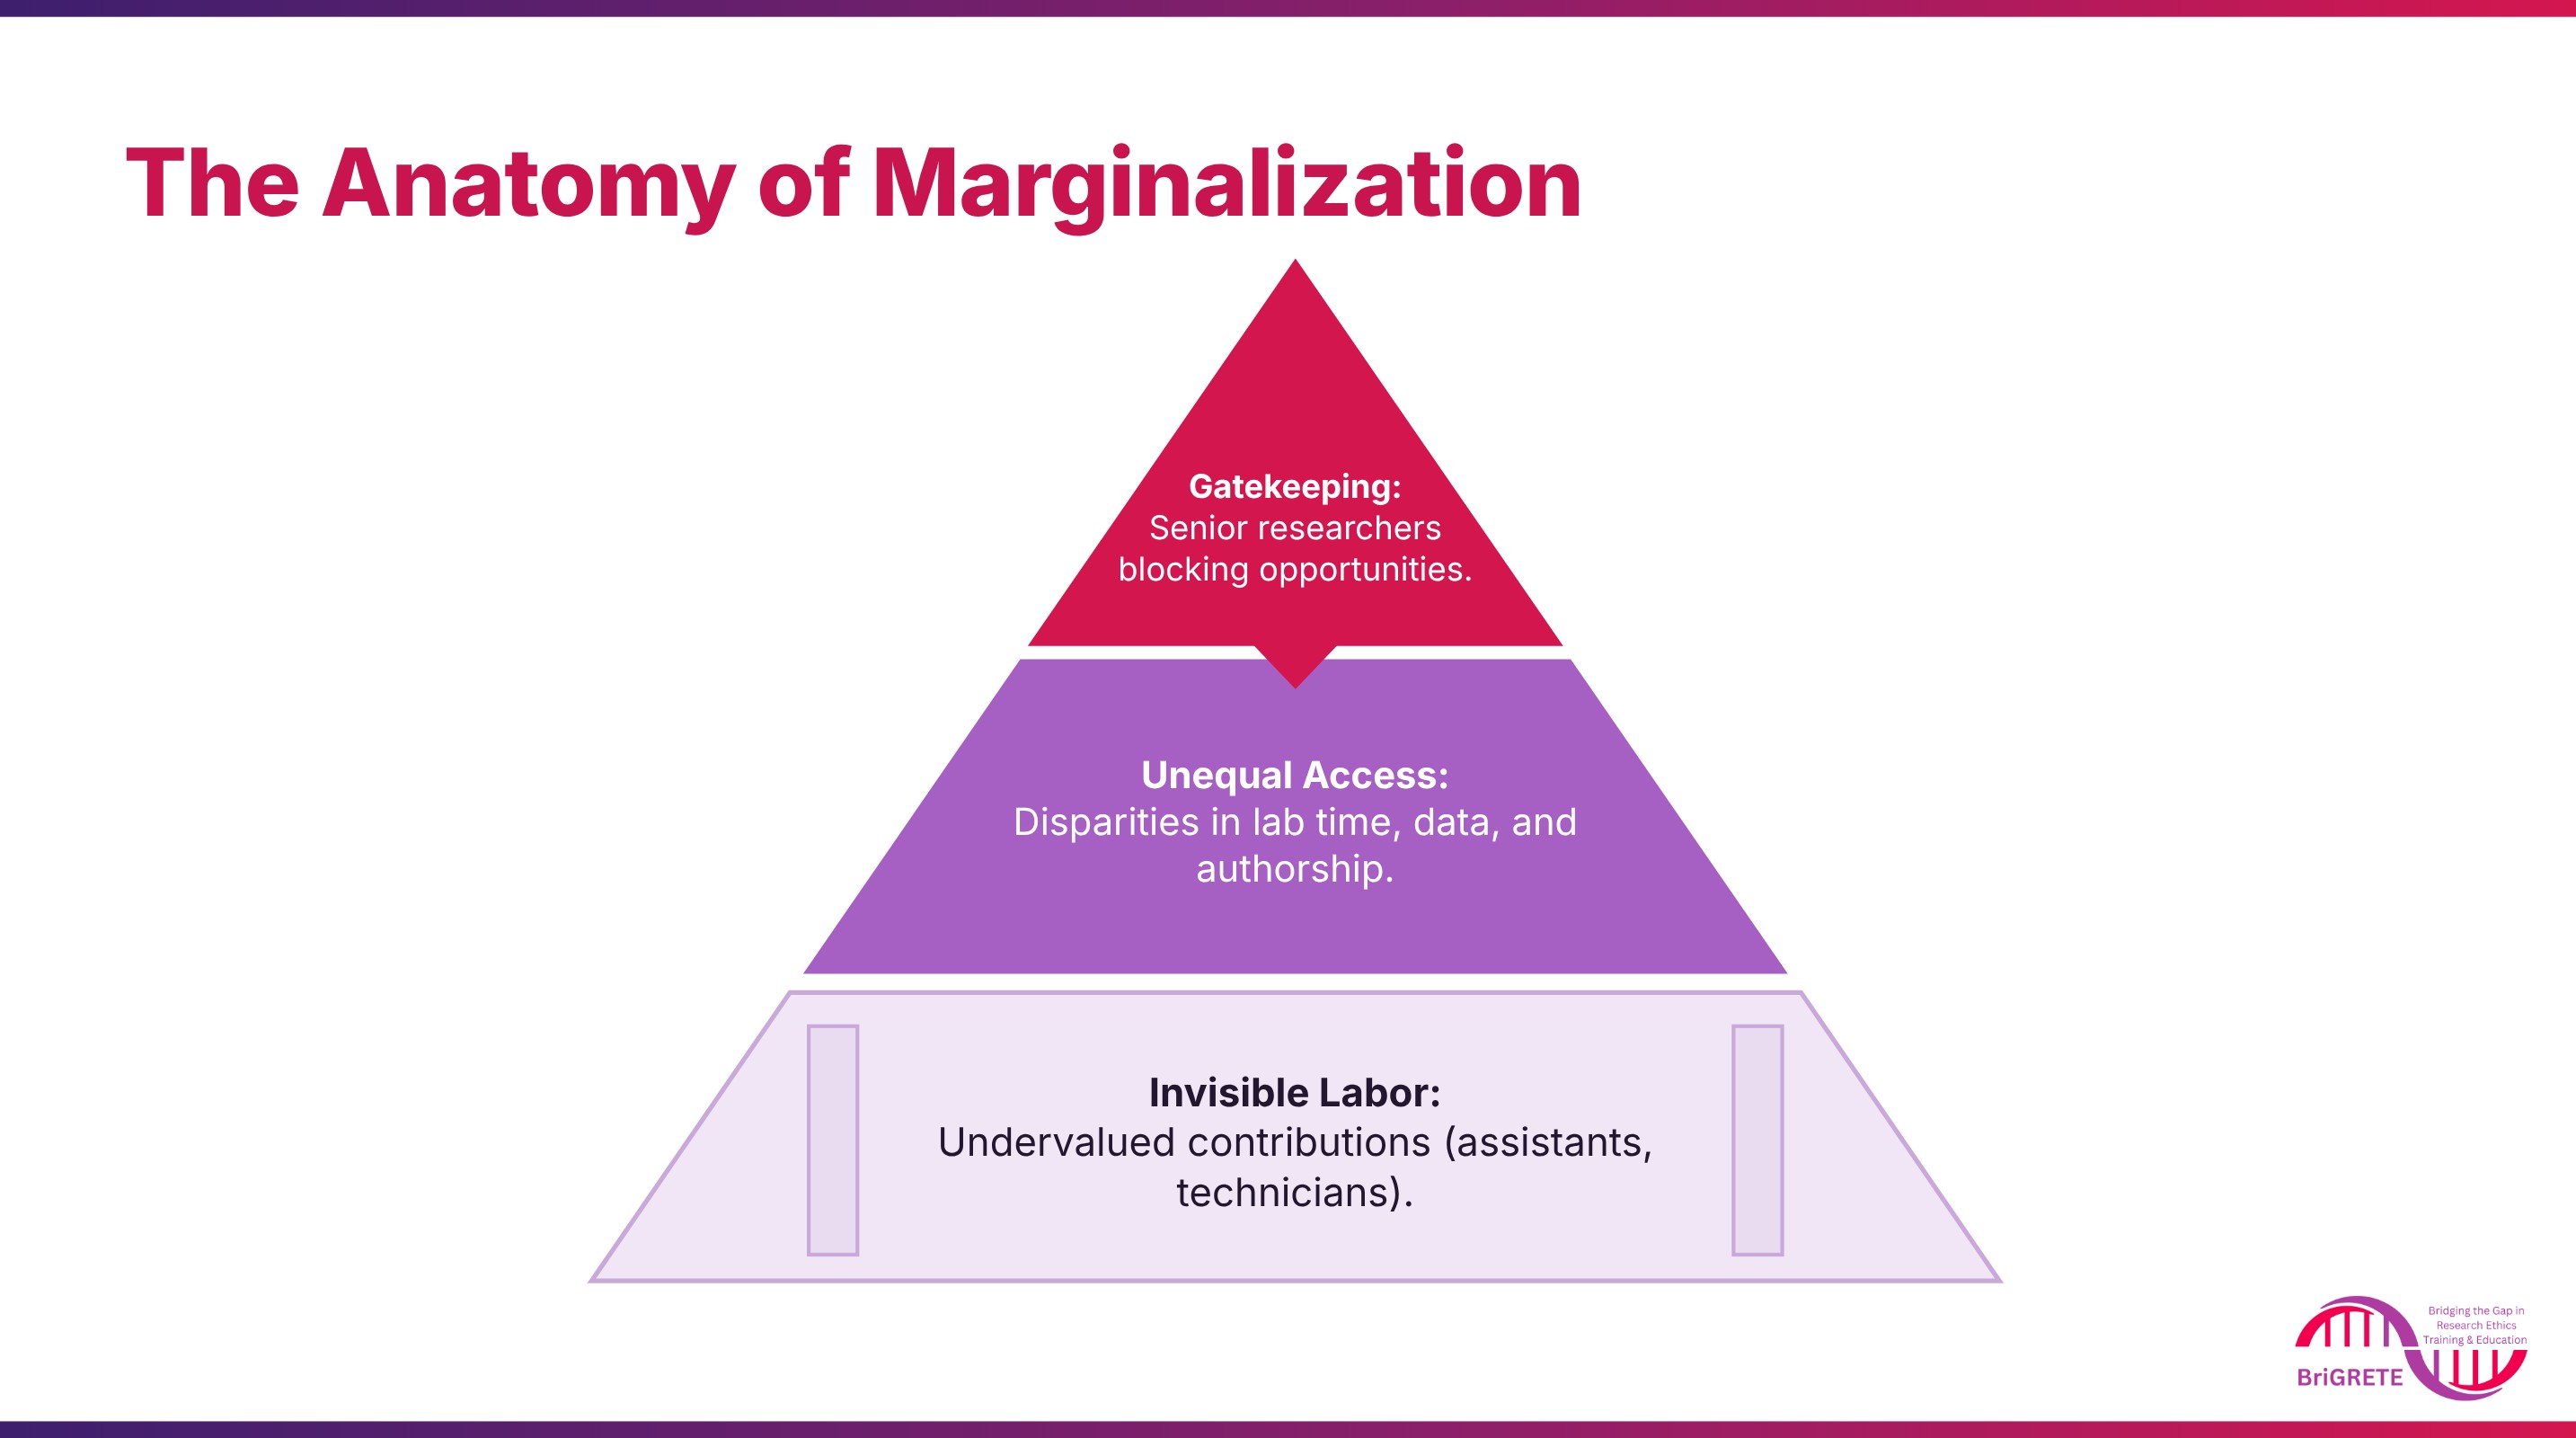 The Anatomy of Marginalization
Gatekeeping:
Senior researchers
blocking opportunities.
Unequal Access:
Disparities in lab time, data, and
authorship.
Invisible Labor:
Undervalued contributions (assistants,
technicians).
Bridging the Gap in
Research Ethics
Training & Education
BriGRETE